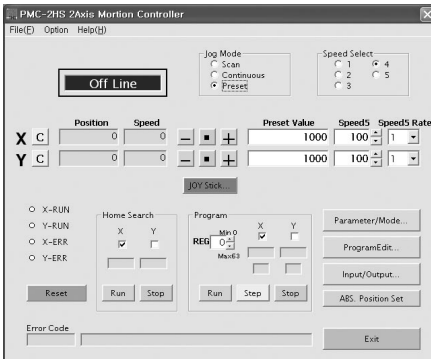 PMC-2HS 2Axis Mortion Controller
File(F) Option Help(H)
Jog Mode
Scan
Continuous
Preset
Speed Select
1 4
2 5
3
Off Line
Position Speed Preset Value Speed5 Speed5 Rate
X C 0 0 - ■ + 1000 100 1
Y C 0 0 - ■ + 1000 100 1
JOY Stick...
X-RUN
Y-RUN
X-ERR
Y-ERR
Reset
Home Search
X Y
Run Stop
Program
REG Min 0 0 Max63
X Y
Run Step Stop
Parameter/Mode...
ProgramEdit...
Input/Output...
ABS. Position Set
Error Code
Exit